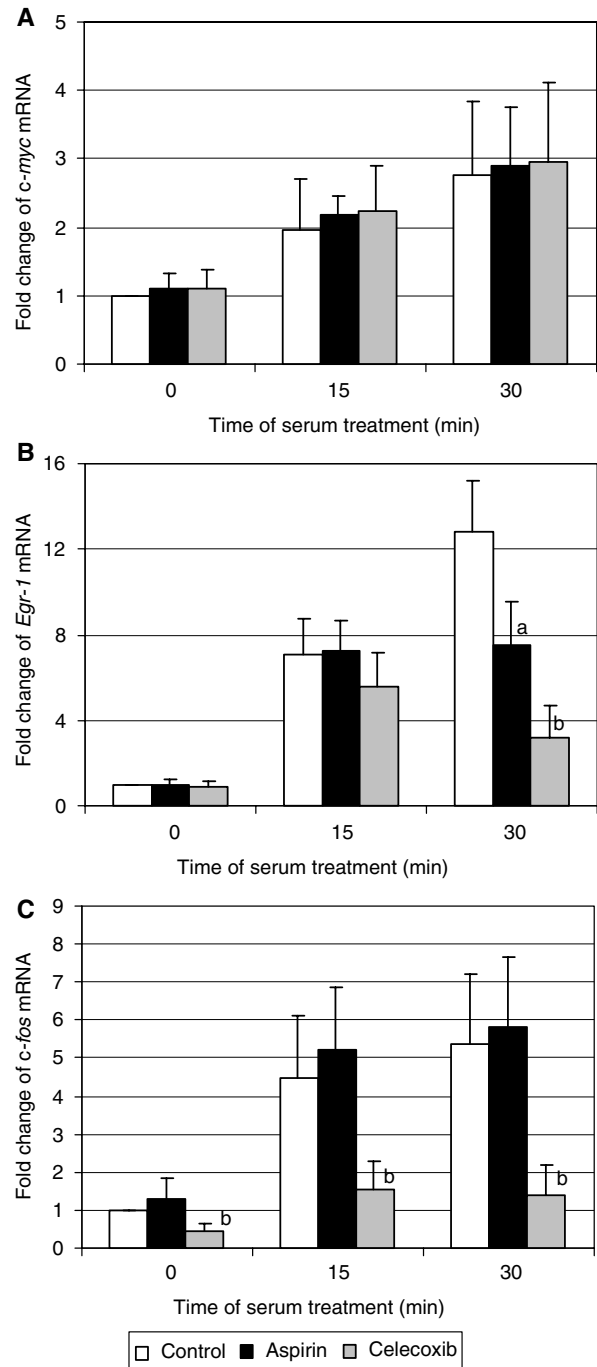 A
Fold change of c-myc mRNA
5
4
3
2
1
0
0 15 30
Time of serum treatment (min)
B
Fold change of Egr-1 mRNA
16
12
8
4
0
a
b
0 15 30
Time of serum treatment (min)
C
Fold change of c-fos mRNA
9
8
7
6
5
4
3
2
1
0
b
b
b
0 15 30
Time of serum treatment (min)
Control Aspirin Celecoxib